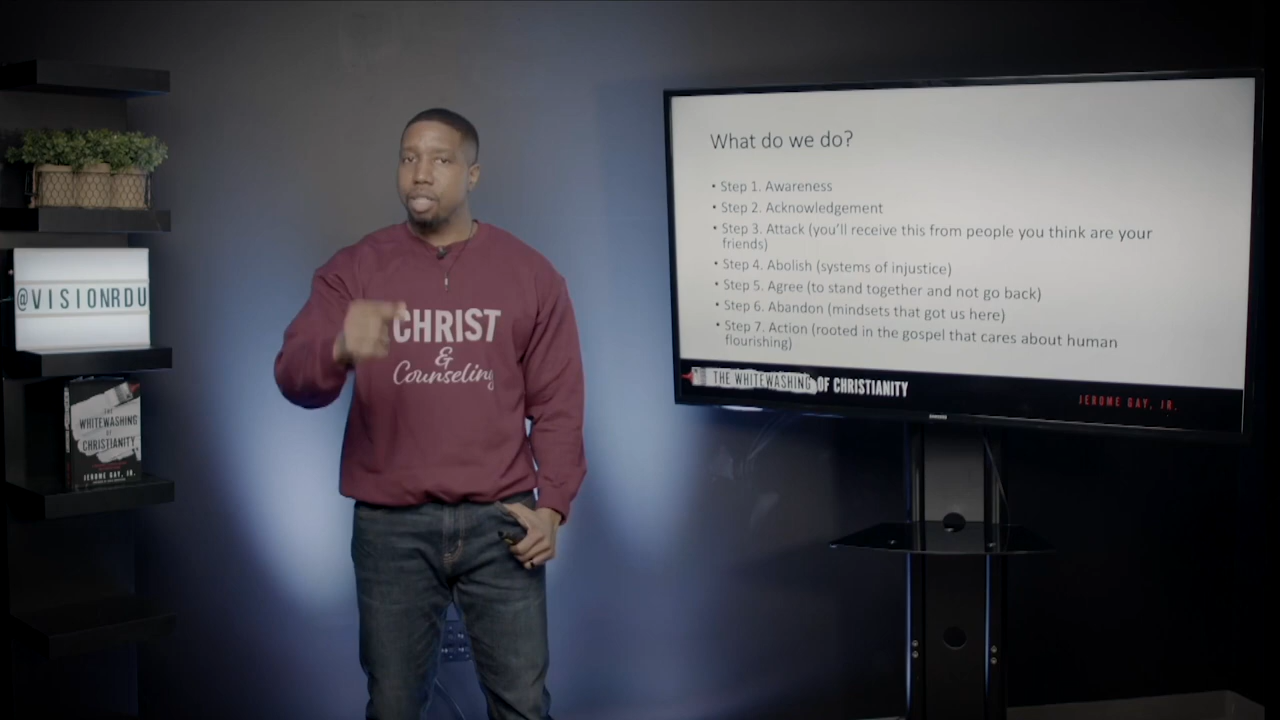 @VISIONRDU
THE
WHITEWASHING
OF
CHRISTIANITY
JEROME GAY, JR.
CHRIST
&
Counseling
What do we do?
• Step 1. Awareness
• Step 2. Acknowledgement
• Step 3. Attack (you'll receive this from people you think are your
friends)
• Step 4. Abolish (systems of injustice)
• Step 5. Agree (to stand together and not go back)
• Step 6. Abandon (mindsets that got us here)
• Step 7. Action (rooted in the gospel that cares about human
flourishing)
THE WHITEWASHING OF CHRISTIANITY
JEROME GAY, JR.